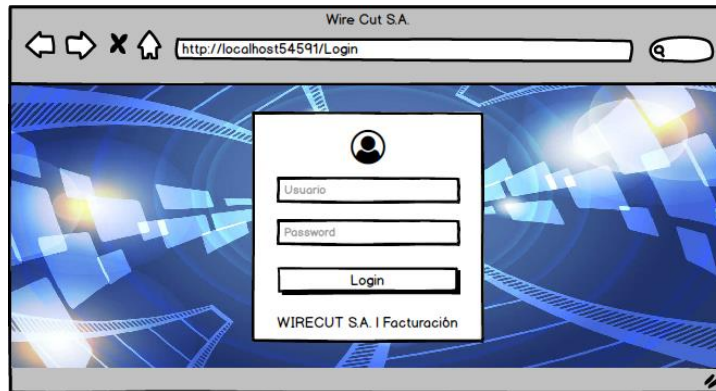 Wire Cut S.A.
http://localhost54591/Login
Usuario
Password
Login
WIRECUT S.A. | Facturación